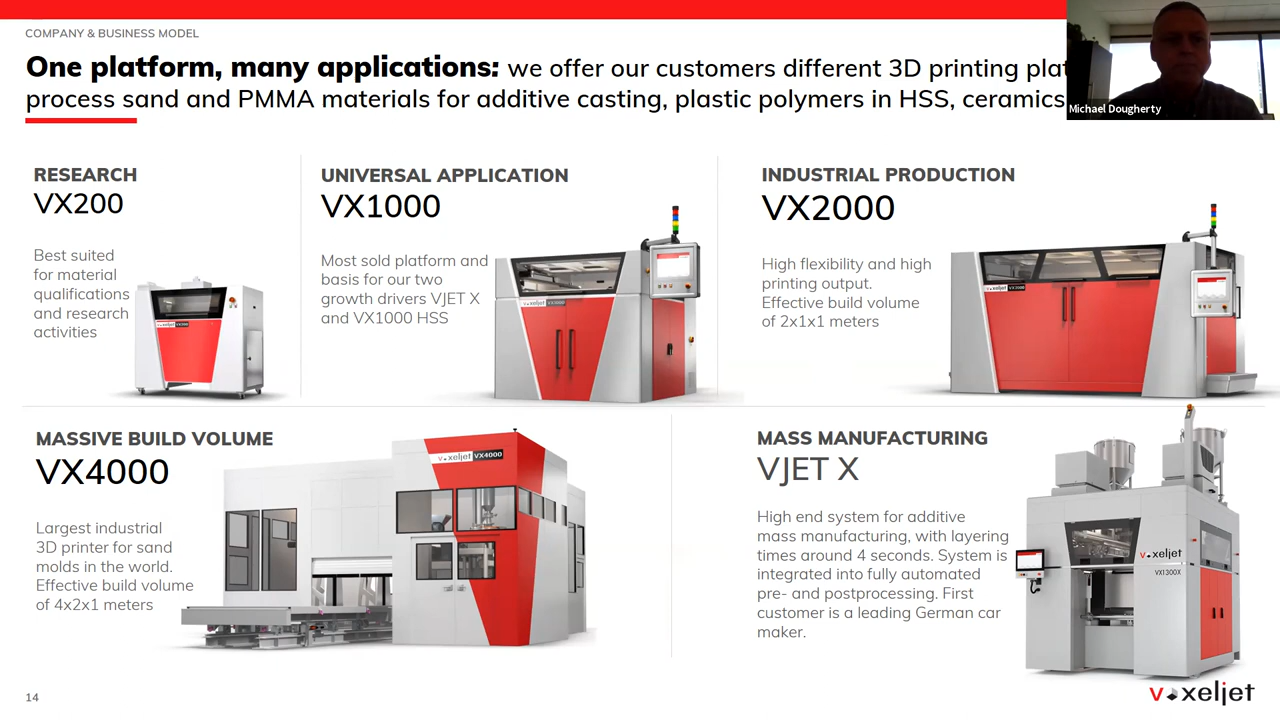 COMPANY & BUSINESS MODEL
One platform, many applications: we offer our customers different 3D printing
process sand and PMMA materials for additive casting, plastic polymers in HSS, ceramics
Michael Dougherty
RESEARCH
VX200
Best suited
for material
qualifications
and research
activities
voxeljet VX200
UNIVERSAL APPLICATION
VX1000
Most sold platform and
basis for our two
growth drivers VJET X
and VX1000 HSS
voxeljet VX1000
INDUSTRIAL PRODUCTION
VX2000
High flexibility and high
printing output.
Effective build volume
of 2x1x1 meters
voxeljet VX2000
MASSIVE BUILD VOLUME
VX4000
Largest industrial
3D printer for sand
molds in the world.
Effective build volume
of 4x2x1 meters
voxeljet VX4000
MASS MANUFACTURING
VJET X
High end system for additive
mass manufacturing, with layering
times around 4 seconds. System is
integrated into fully automated
pre- and postprocessing. First
customer is a leading German car
maker.
voxeljet
VX1300X
14
voxeljet